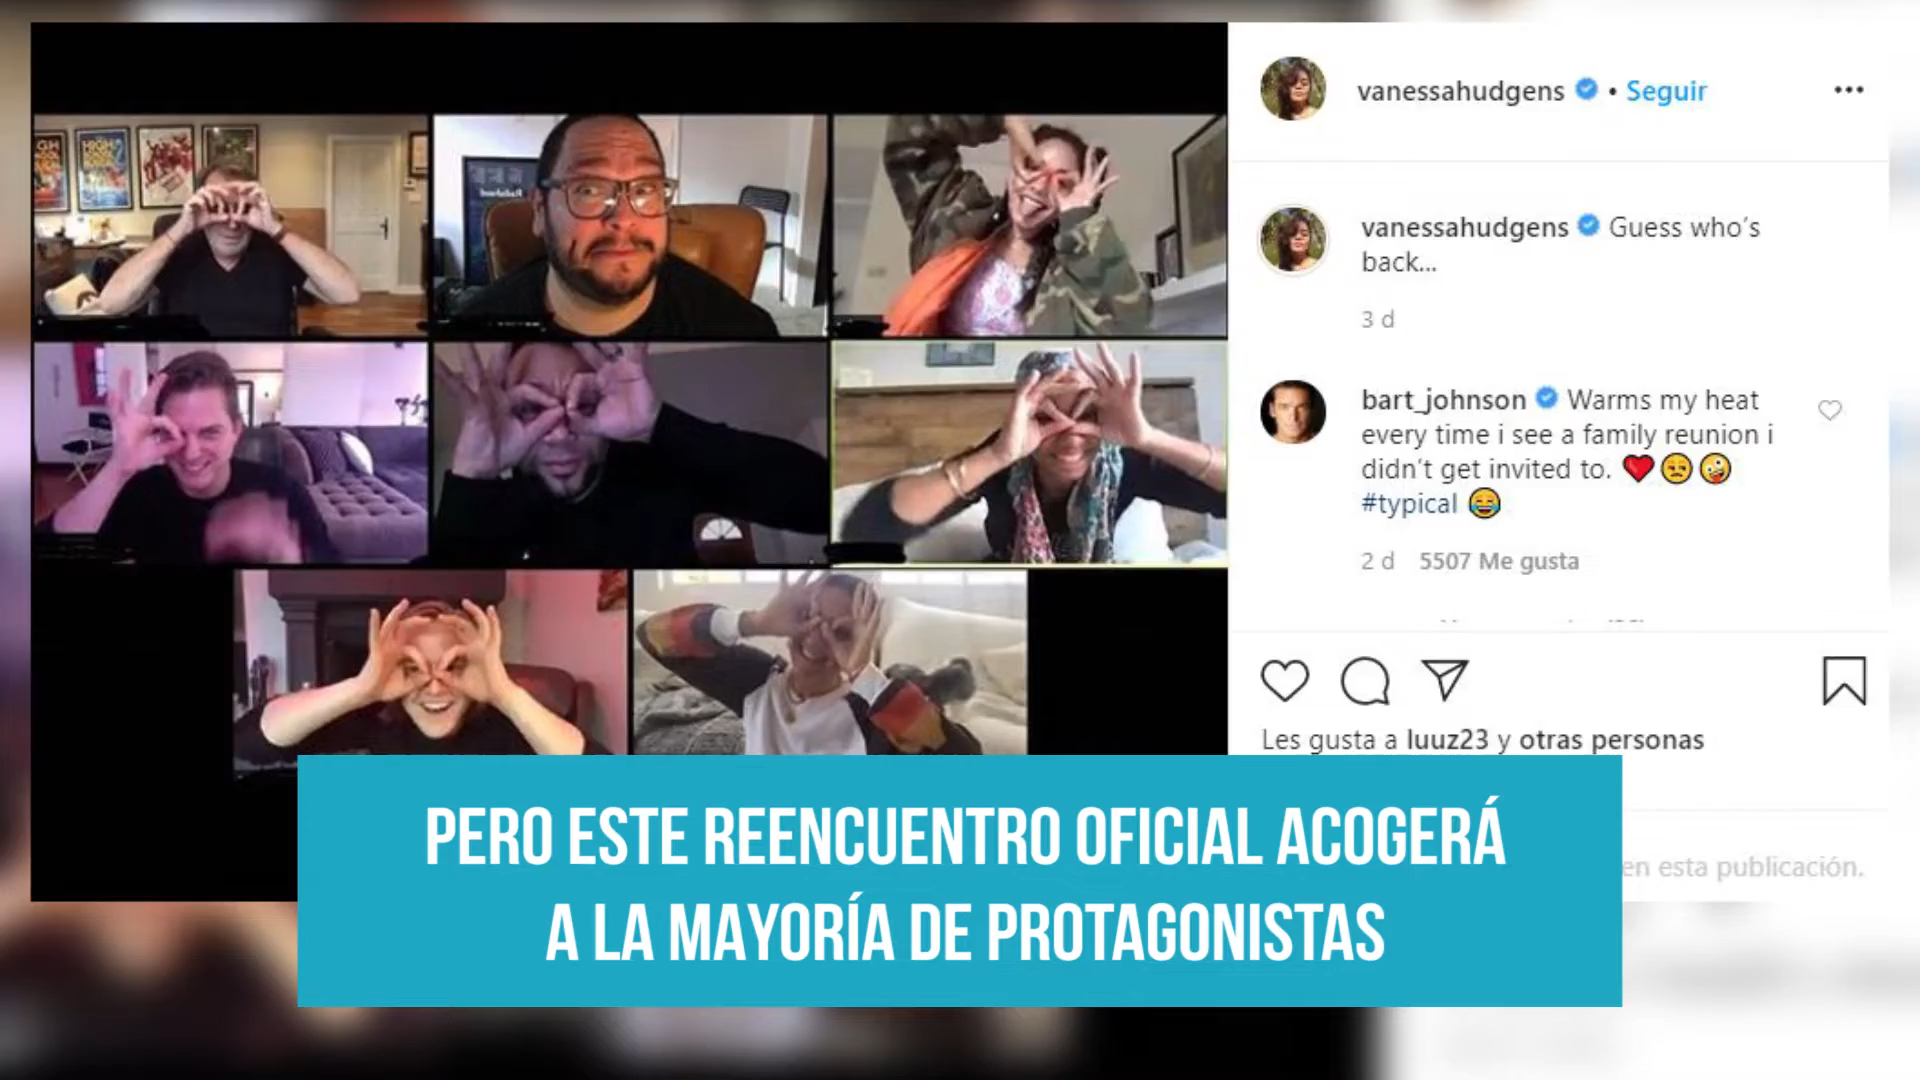 vanessahudgens • Seguir
vanessahudgens Guess who's
back...
3 d
bart_johnson Warms my heat
every time i see a family reunion i
didn't get invited to. ❤️😒🤪
#typical 😂
2 d 5507 Me gusta
Les gusta a luuz23 y otras personas
en esta publicación.
PERO ESTE REENCUENTRO OFICIAL ACOGERÁ
A LA MAYORÍA DE PROTAGONISTAS